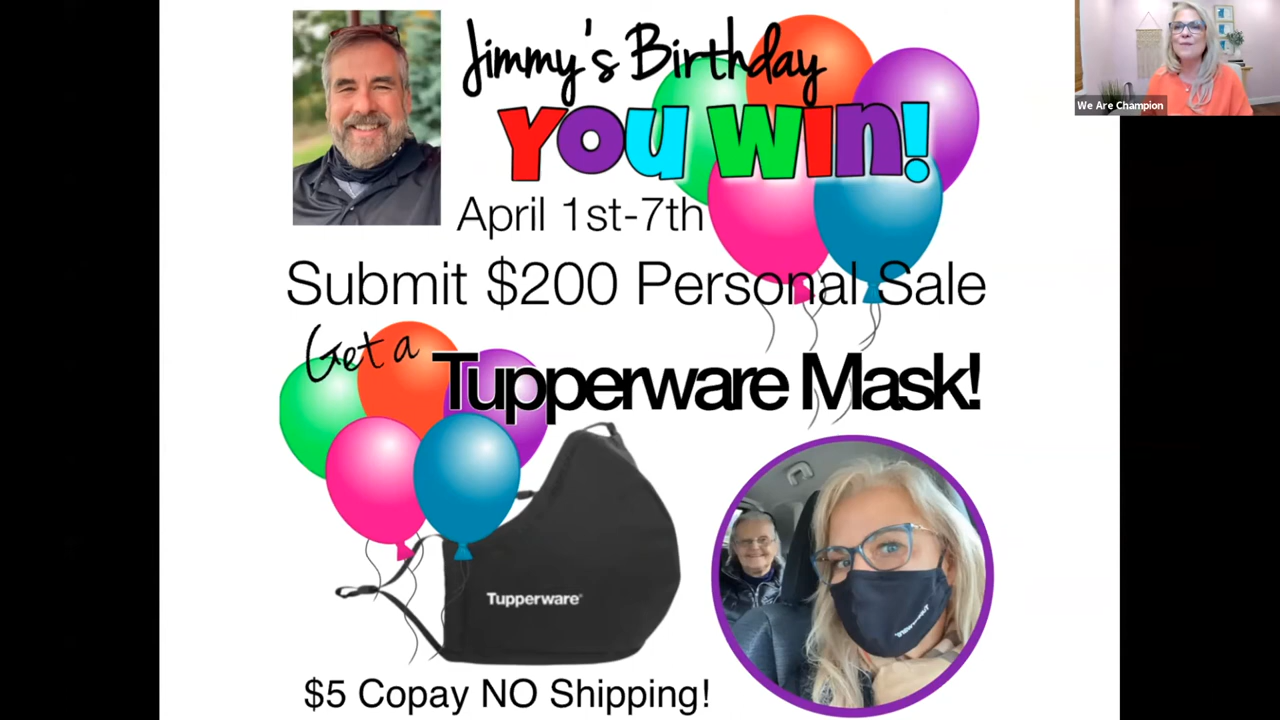 Jimmy's Birthday
YOU WIN!
April 1st-7th
Submit $200 Personal Sale
Get a
Tupperware Mask!
Tupperware®
$5 Copay NO Shipping!
We Are Champion